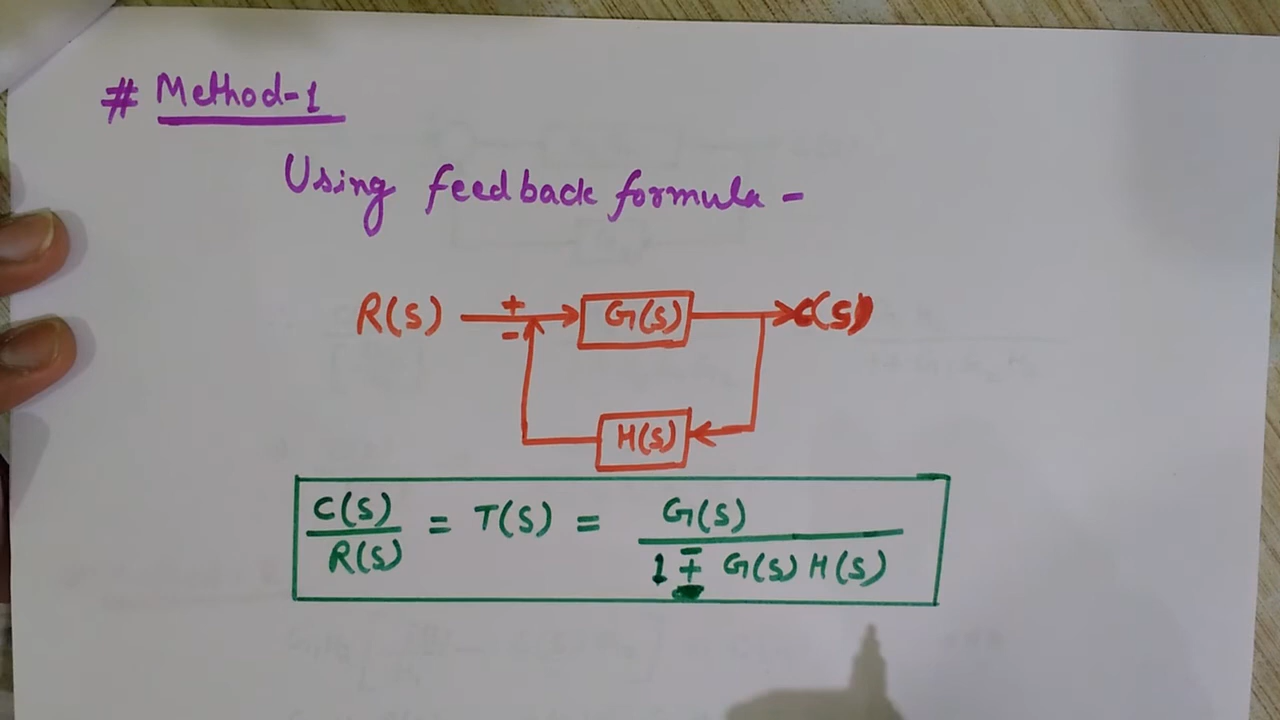 # Method-1
Using feedback formula -
R(s) + - G(s) C(s)
H(s)
C(s)/R(s) = T(s) = G(s)/1 ∓ G(s) H(s)